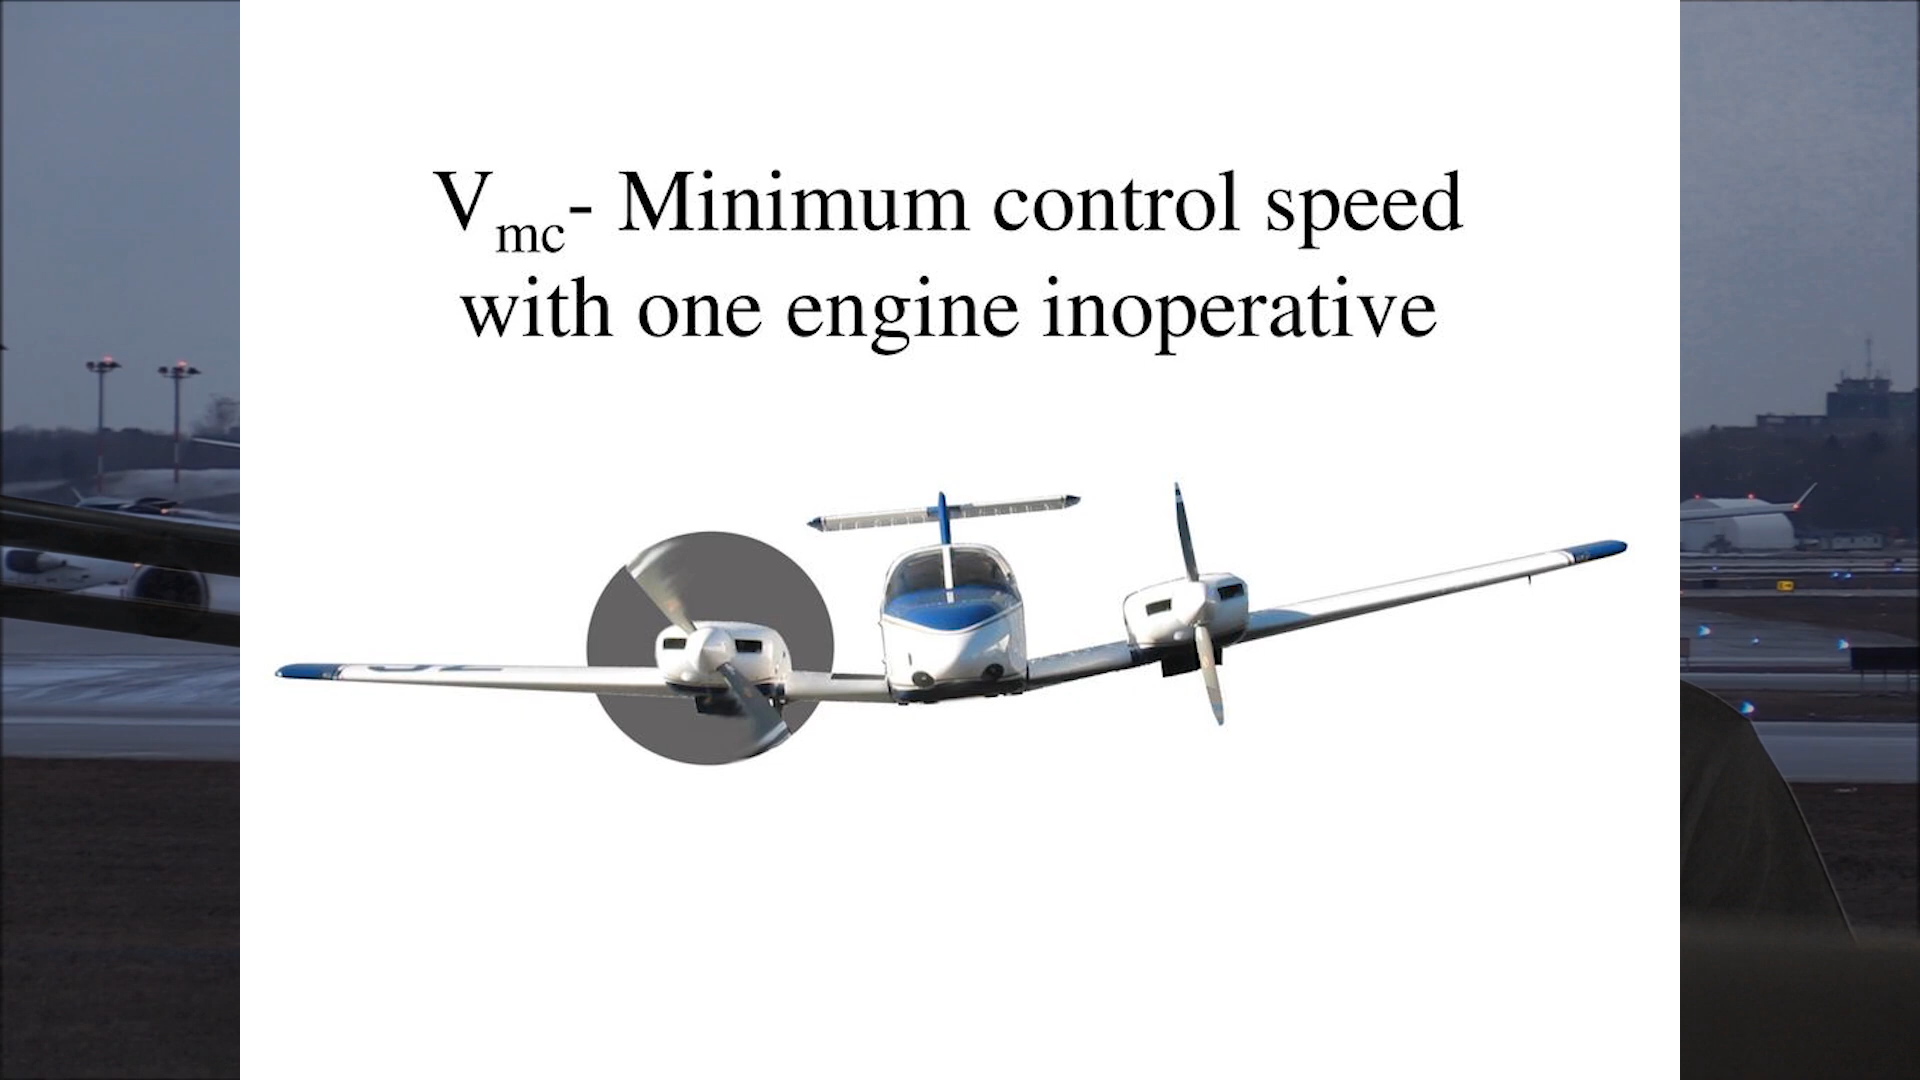 Vmc- Minimum control speed
with one engine inoperative